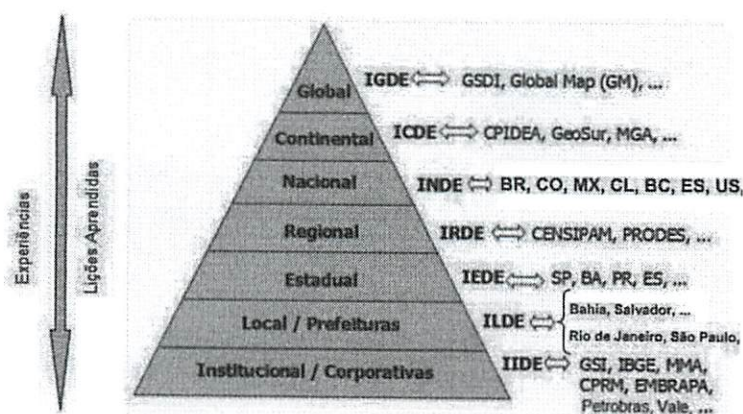 Experiências
Lições Aprendidas
Global
IGDE ⇔ GSDI, Global Map (GM), ...
Continental
ICDE ⇔ CPIDEA, GeoSur, MGA, ...
Nacional
INDE ⇔ BR, CO, MX, CL, BC, ES, US,
Regional
IRDE ⇔ CENSIPAM, PRODES, ...
Estadual
IEDE ⇔ SP, BA, PR, ES, ...
Local / Prefeituras
ILDE ⇔
Bahia, Salvador, ...
Rio de Janeiro, São Paulo,
Institucional / Corporativas
IIDE ⇔ GSI, IBGE, MMA,
CPRM, EMBRAPA,
Petrobras, Vale, ...